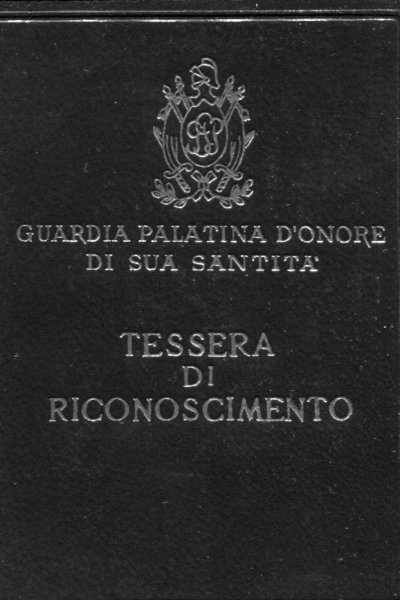 GUARDIA PALATINA D'ONORE
DI SUA SANTITA'
TESSERA
DI
RICONOSCIMENTO